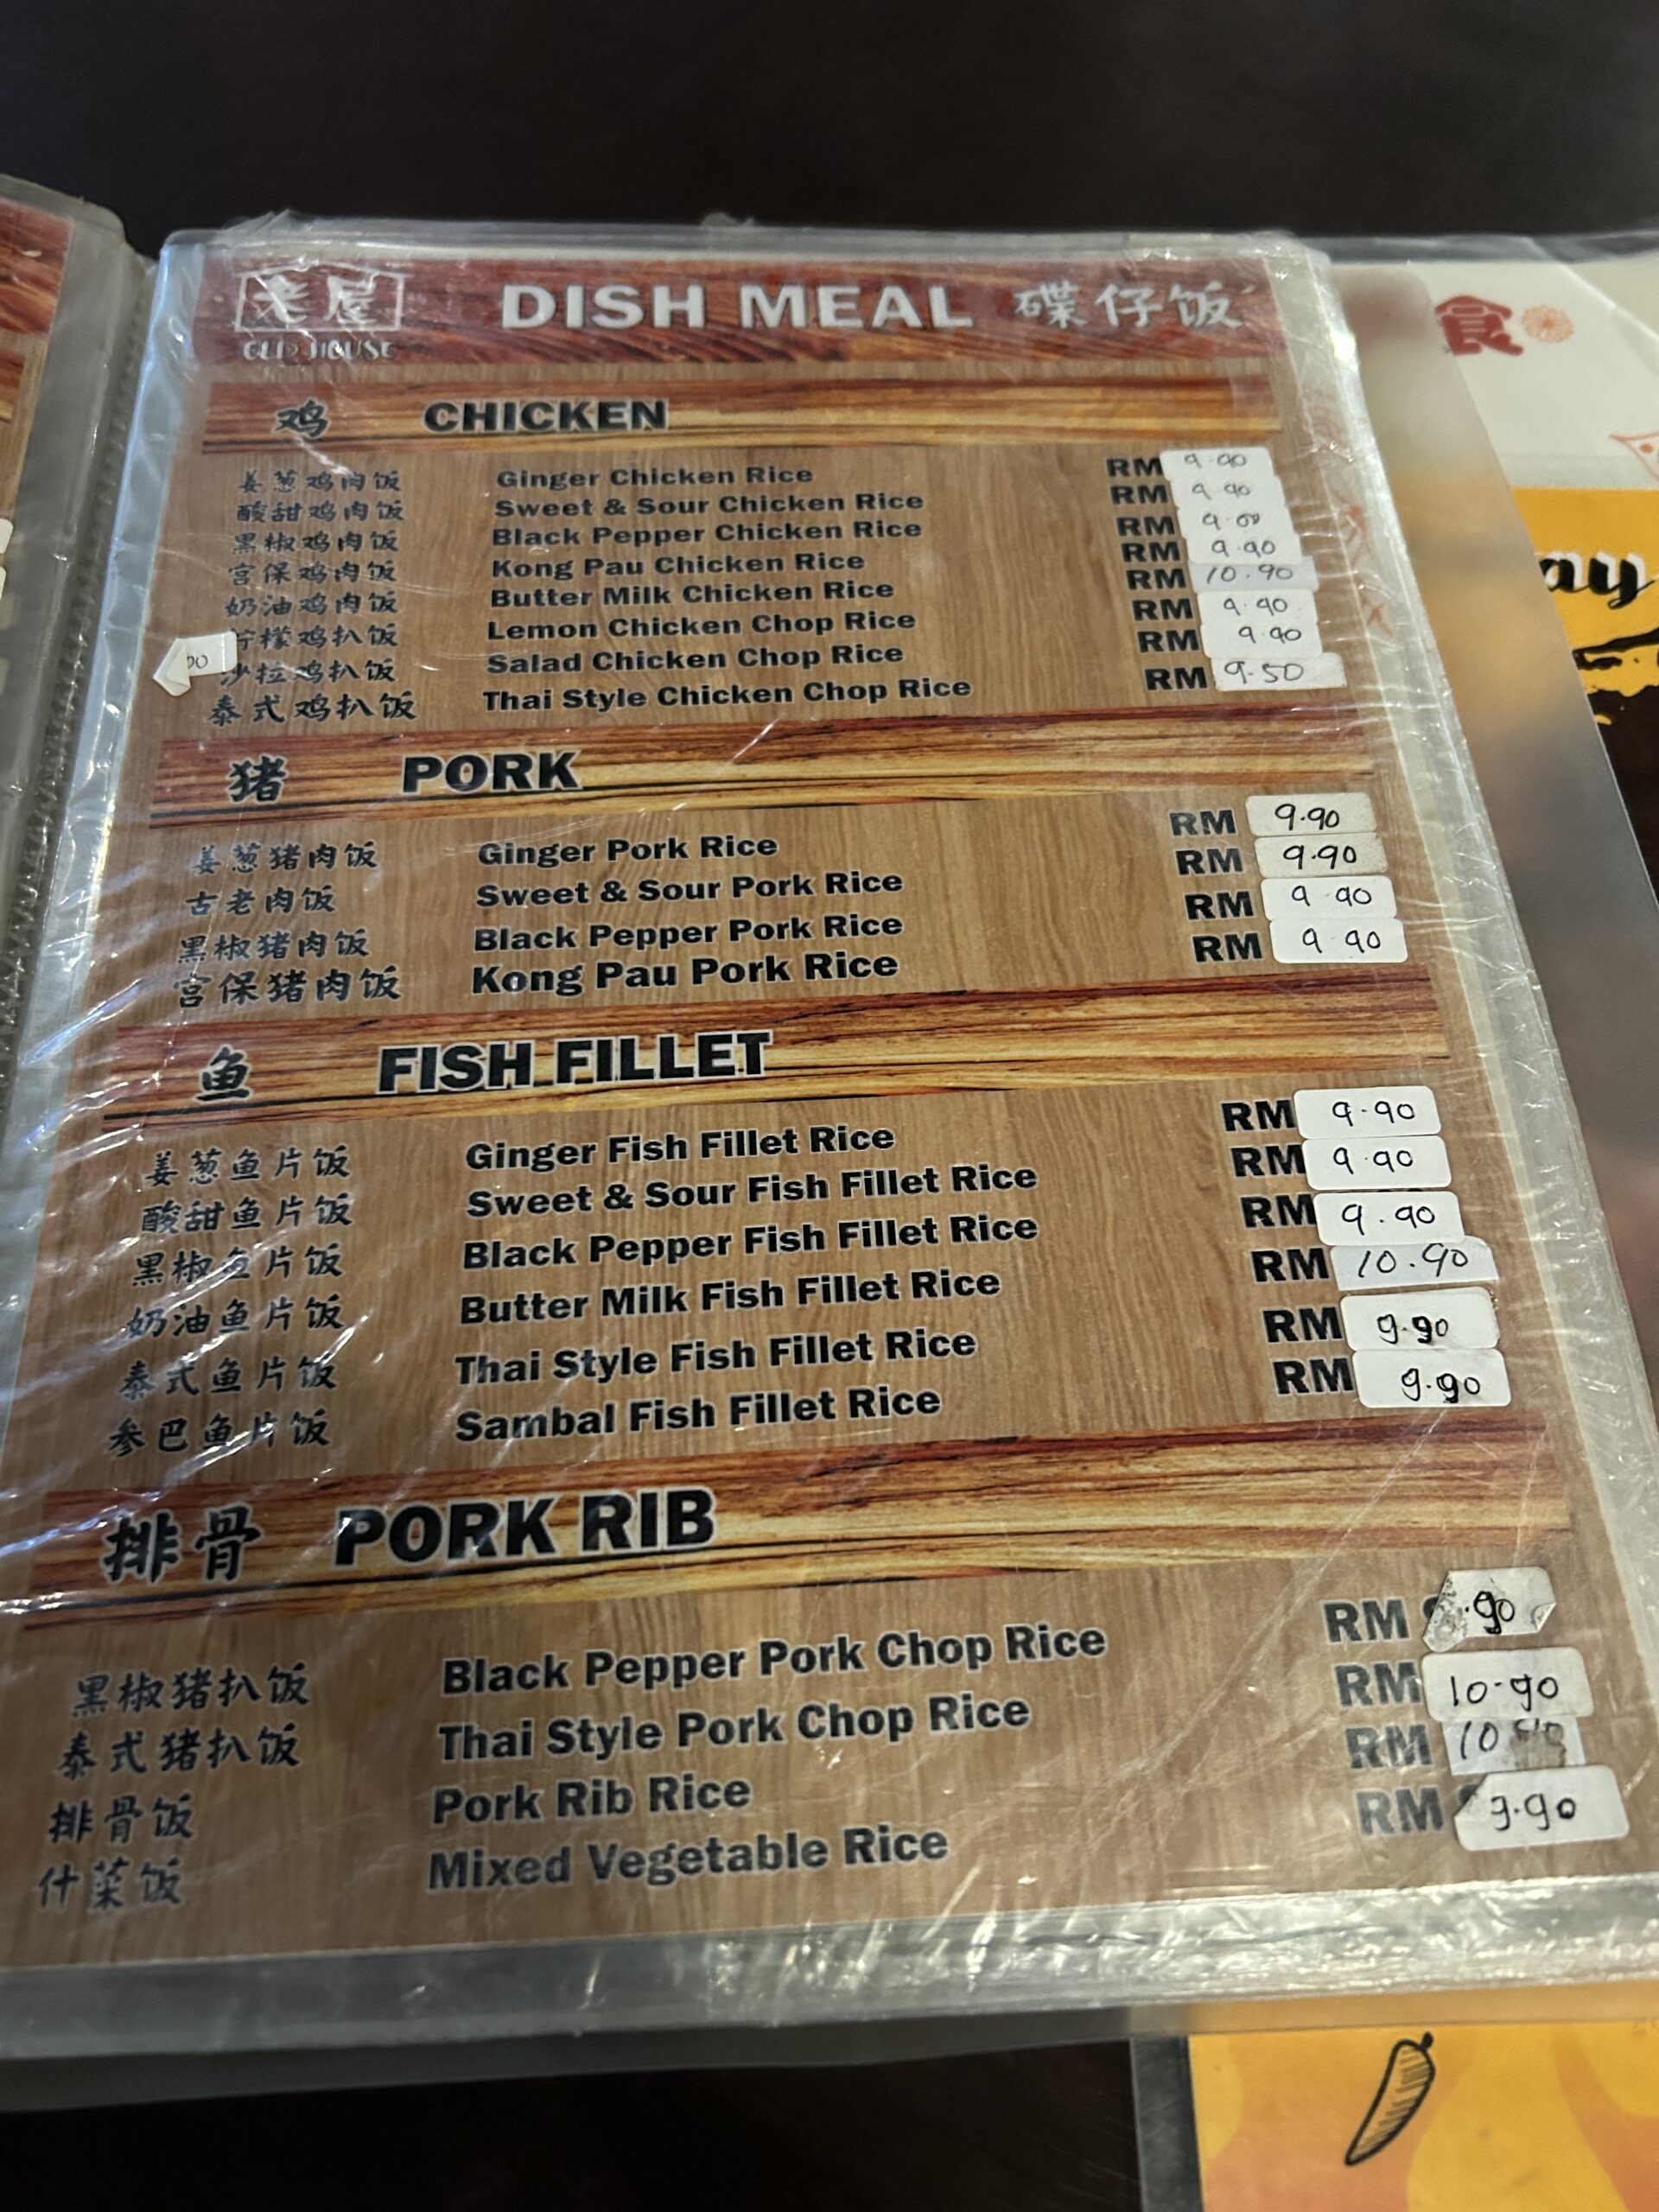 老屋 DISH MEAL 碟仔饭
OLD HOUSE
鸡 CHICKEN
姜葱鸡肉饭 Ginger Chicken Rice RM 9.90
酸甜鸡肉饭 Sweet & Sour Chicken Rice RM 9.90
黑椒鸡肉饭 Black Pepper Chicken Rice RM
宫保鸡肉饭 Kong Pau Chicken Rice RM 9.90
奶油鸡肉饭 Butter Milk Chicken Rice RM 10.90
柠檬鸡扒饭 Lemon Chicken Chop Rice RM 9.90
沙拉鸡扒饭 Salad Chicken Chop Rice RM 9.90
泰式鸡扒饭 Thai Style Chicken Chop Rice RM 9.50
猪 PORK
姜葱猪肉饭 Ginger Pork Rice RM 9.90
古老肉饭 Sweet & Sour Pork Rice RM 9.90
黑椒猪肉饭 Black Pepper Pork Rice RM 9.90
宫保猪肉饭 Kong Pau Pork Rice RM 9.90
鱼 FISH FILLET
姜葱鱼片饭 Ginger Fish Fillet Rice RM 9.90
酸甜鱼片饭 Sweet & Sour Fish Fillet Rice RM 9.90
黑椒鱼片饭 Black Pepper Fish Fillet Rice RM 9.90
奶油鱼片饭 Butter Milk Fish Fillet Rice RM 10.90
泰式鱼片饭 Thai Style Fish Fillet Rice RM 9.90
参巴鱼片饭 Sambal Fish Fillet Rice RM 9.90
排骨 PORK RIB
黑椒猪扒饭 Black Pepper Pork Chop Rice RM .90
泰式猪扒饭 Thai Style Pork Chop Rice RM 10.90
排骨饭 Pork Rib Rice RM 10
什菜饭 Mixed Vegetable Rice RM 9.90
食
ay